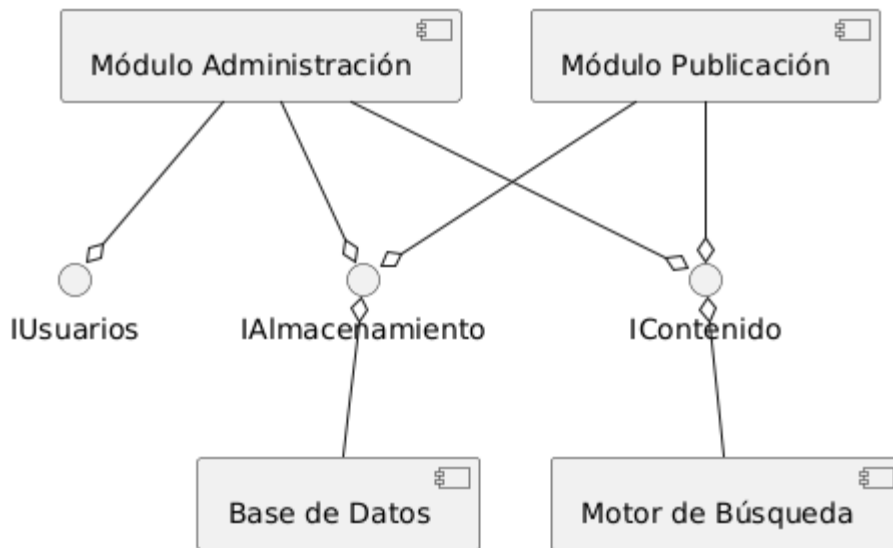 Módulo Administración
Módulo Publicación
IUsuarios
IAlmacenamiento
IContenido
Base de Datos
Motor de Búsqueda